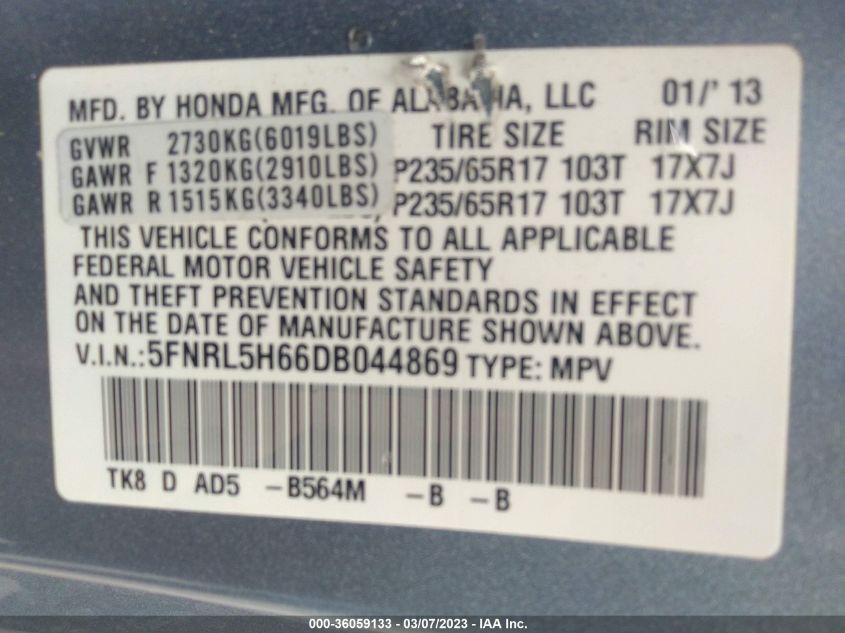 MFD. BY HONDA MFG. OF ALABAMA, LLC 01/' 13
GVWR 2730KG(6019LBS) TIRE SIZE RIM SIZE
GAWR F 1320KG(2910LBS) P235/65R17 103T 17X7J
GAWR R 1515KG(3340LBS) P235/65R17 103T 17X7J
THIS VEHICLE CONFORMS TO ALL APPLICABLE
FEDERAL MOTOR VEHICLE SAFETY
AND THEFT PREVENTION STANDARDS IN EFFECT
ON THE DATE OF MANUFACTURE SHOWN ABOVE.
V.I.N.:5FNRL5H66DB044869 TYPE: MPV
TK8 D AD5 -B564M -B -B
000-36059133 - 03/07/2023 - IAA Inc.